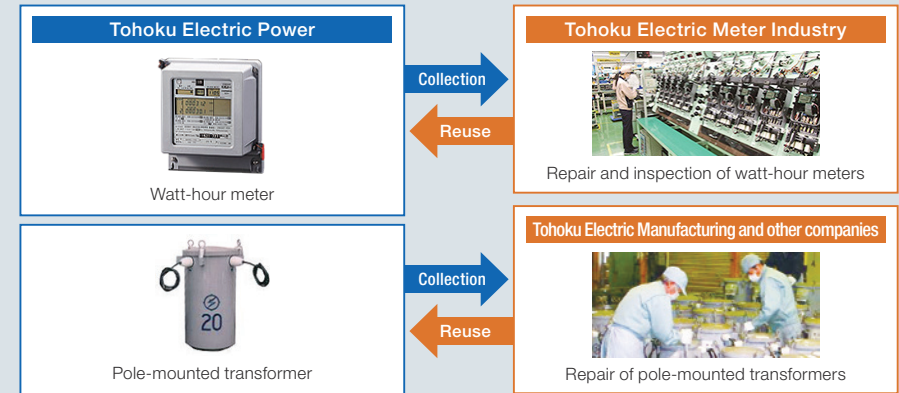 Tohoku Electric Power
Watt-hour meter
Collection
Reuse
Tohoku Electric Meter Industry
Repair and inspection of watt-hour meters
20
Pole-mounted transformer
Collection
Reuse
Tohoku Electric Manufacturing and other companies
Repair of pole-mounted transformers